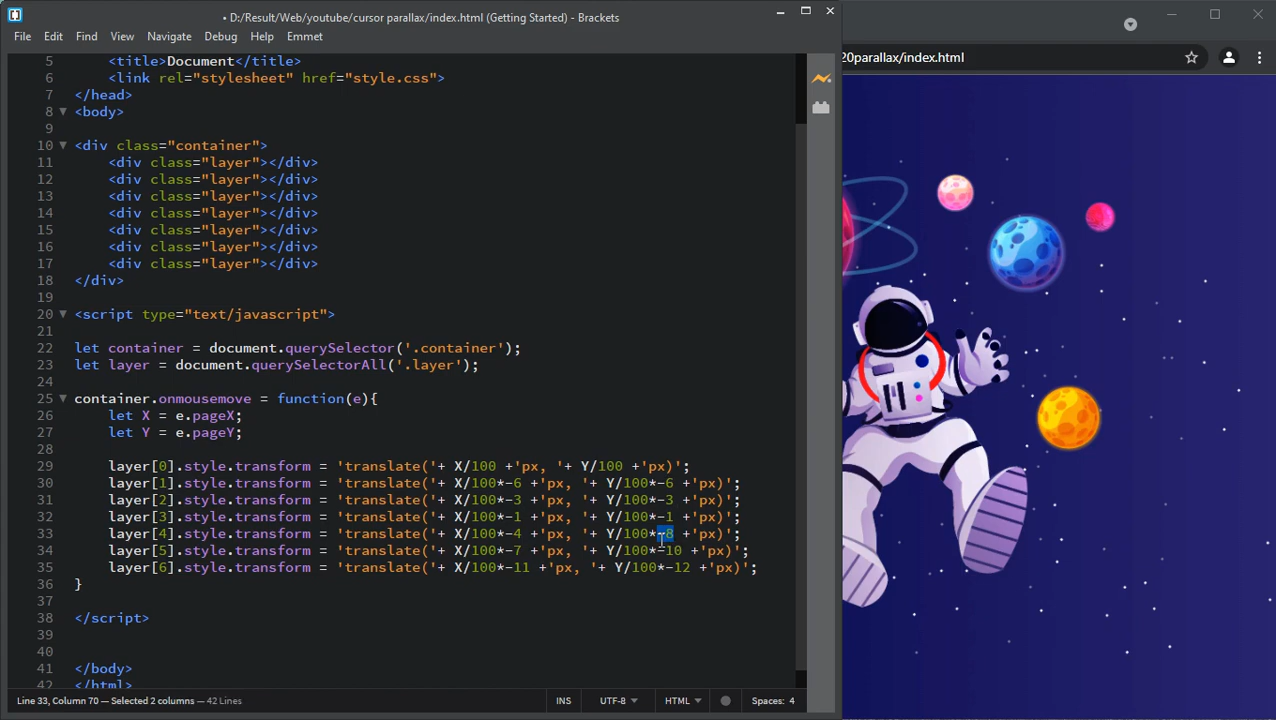 • D:/Result/Web/youtube/cursor parallax/index.html (Getting Started) - Brackets
File Edit Find View Navigate Debug Help Emmet
20parallax/index.html
5 <title>Document</title>
6 <link rel="stylesheet" href="style.css">
7 </head>
8 <body>
9
10 <div class="container">
11 <div class="layer"></div>
12 <div class="layer"></div>
13 <div class="layer"></div>
14 <div class="layer"></div>
15 <div class="layer"></div>
16 <div class="layer"></div>
17 <div class="layer"></div>
18 </div>
19
20 <script type="text/javascript">
21
22 let container = document.querySelector('.container');
23 let layer = document.querySelectorAll('.layer');
24
25 container.onmousemove = function(e){
26 let X = e.pageX;
27 let Y = e.pageY;
28
29 layer[0].style.transform = 'translate('+ X/100 +'px, '+ Y/100 +'px)';
30 layer[1].style.transform = 'translate('+ X/100*-6 +'px, '+ Y/100*-6 +'px)';
31 layer[2].style.transform = 'translate('+ X/100*-3 +'px, '+ Y/100*-3 +'px)';
32 layer[3].style.transform = 'translate('+ X/100*-1 +'px, '+ Y/100*-1 +'px)';
33 layer[4].style.transform = 'translate('+ X/100*-4 +'px, '+ Y/100*-8 +'px)';
34 layer[5].style.transform = 'translate('+ X/100*-7 +'px, '+ Y/100*-10 +'px)';
35 layer[6].style.transform = 'translate('+ X/100*-11 +'px, '+ Y/100*-12 +'px)';
36 }
37
38 </script>
39
40
41 </body>
42 </html>
Line 33, Column 70 — Selected 2 columns — 42 Lines
INS UTF-8 HTML Spaces: 4